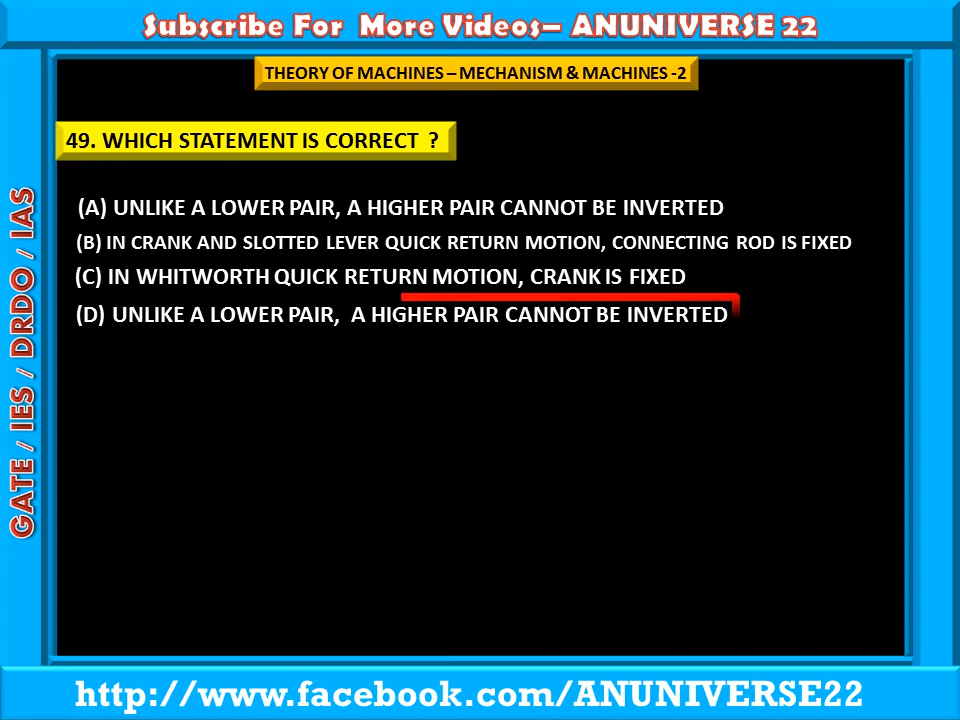 Subscribe For More Videos– ANUNIVERSE 22
THEORY OF MACHINES – MECHANISM & MACHINES -2
49. WHICH STATEMENT IS CORRECT ?
(A) UNLIKE A LOWER PAIR, A HIGHER PAIR CANNOT BE INVERTED
(B) IN CRANK AND SLOTTED LEVER QUICK RETURN MOTION, CONNECTING ROD IS FIXED
(C) IN WHITWORTH QUICK RETURN MOTION, CRANK IS FIXED
(D) UNLIKE A LOWER PAIR, A HIGHER PAIR CANNOT BE INVERTED
GATE / IES / DRDO / IAS
http://www.facebook.com/ANUNIVERSE22